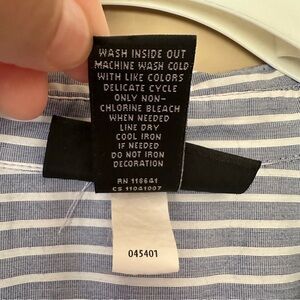 WASH INSIDE OUT
MACHINE WASH COLD
WITH LIKE COLORS
DELICATE CYCLE
ONLY NON-
CHLORINE BLEACH
WHEN NEEDED
LINE DRY
COOL IRON
IF NEEDED
DO NOT IRON
DECORATION
RN 118641
CS 11041007
045401